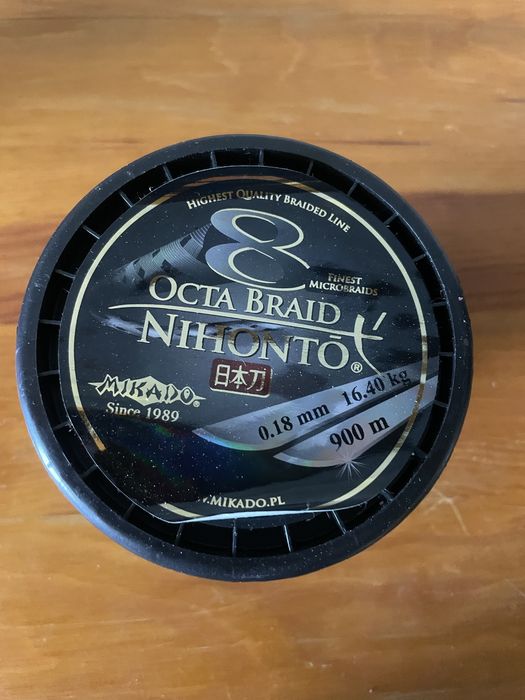 HIGHEST QUALITY BRAIDED LINE
8
FINEST
MICROBRAIDS
OCTA BRAID
NIHONTŌ®
日本刀
MIKADO®
Since 1989
0.18 mm 16.40 kg
900 m
.MIKADO.PL